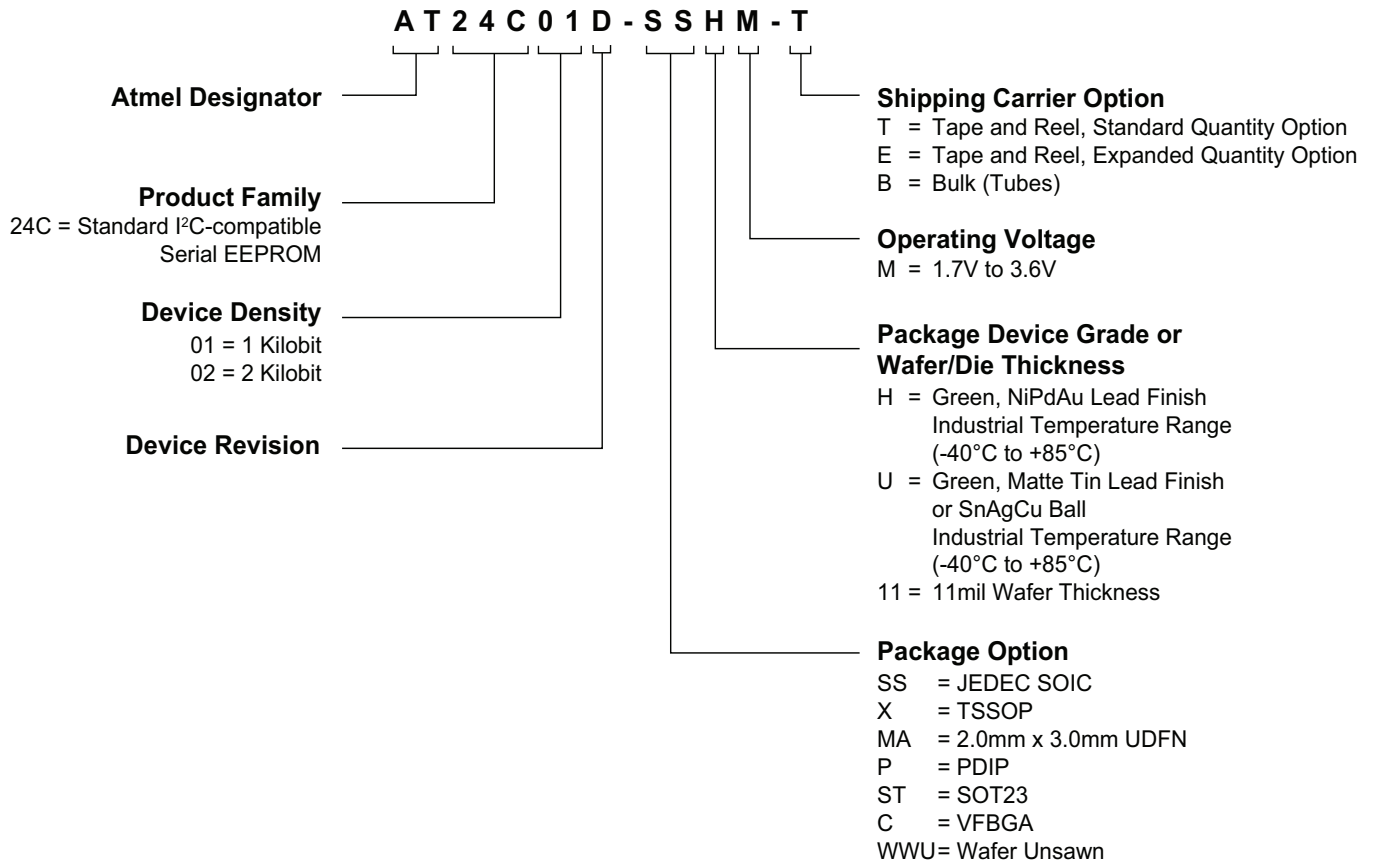 AT24C01D-SSHM-T
Atmel Designator
Product Family
24C = Standard I²C-compatible
Serial EEPROM
Device Density
01 = 1 Kilobit
02 = 2 Kilobit
Device Revision
Shipping Carrier Option
T = Tape and Reel, Standard Quantity Option
E = Tape and Reel, Expanded Quantity Option
B = Bulk (Tubes)
Operating Voltage
M = 1.7V to 3.6V
Package Device Grade or
Wafer/Die Thickness
H = Green, NiPdAu Lead Finish
Industrial Temperature Range
(-40°C to +85°C)
U = Green, Matte Tin Lead Finish
or SnAgCu Ball
Industrial Temperature Range
(-40°C to +85°C)
11 = 11mil Wafer Thickness
Package Option
SS = JEDEC SOIC
X = TSSOP
MA = 2.0mm x 3.0mm UDFN
P = PDIP
ST = SOT23
C = VFBGA
WWU= Wafer Unsawn